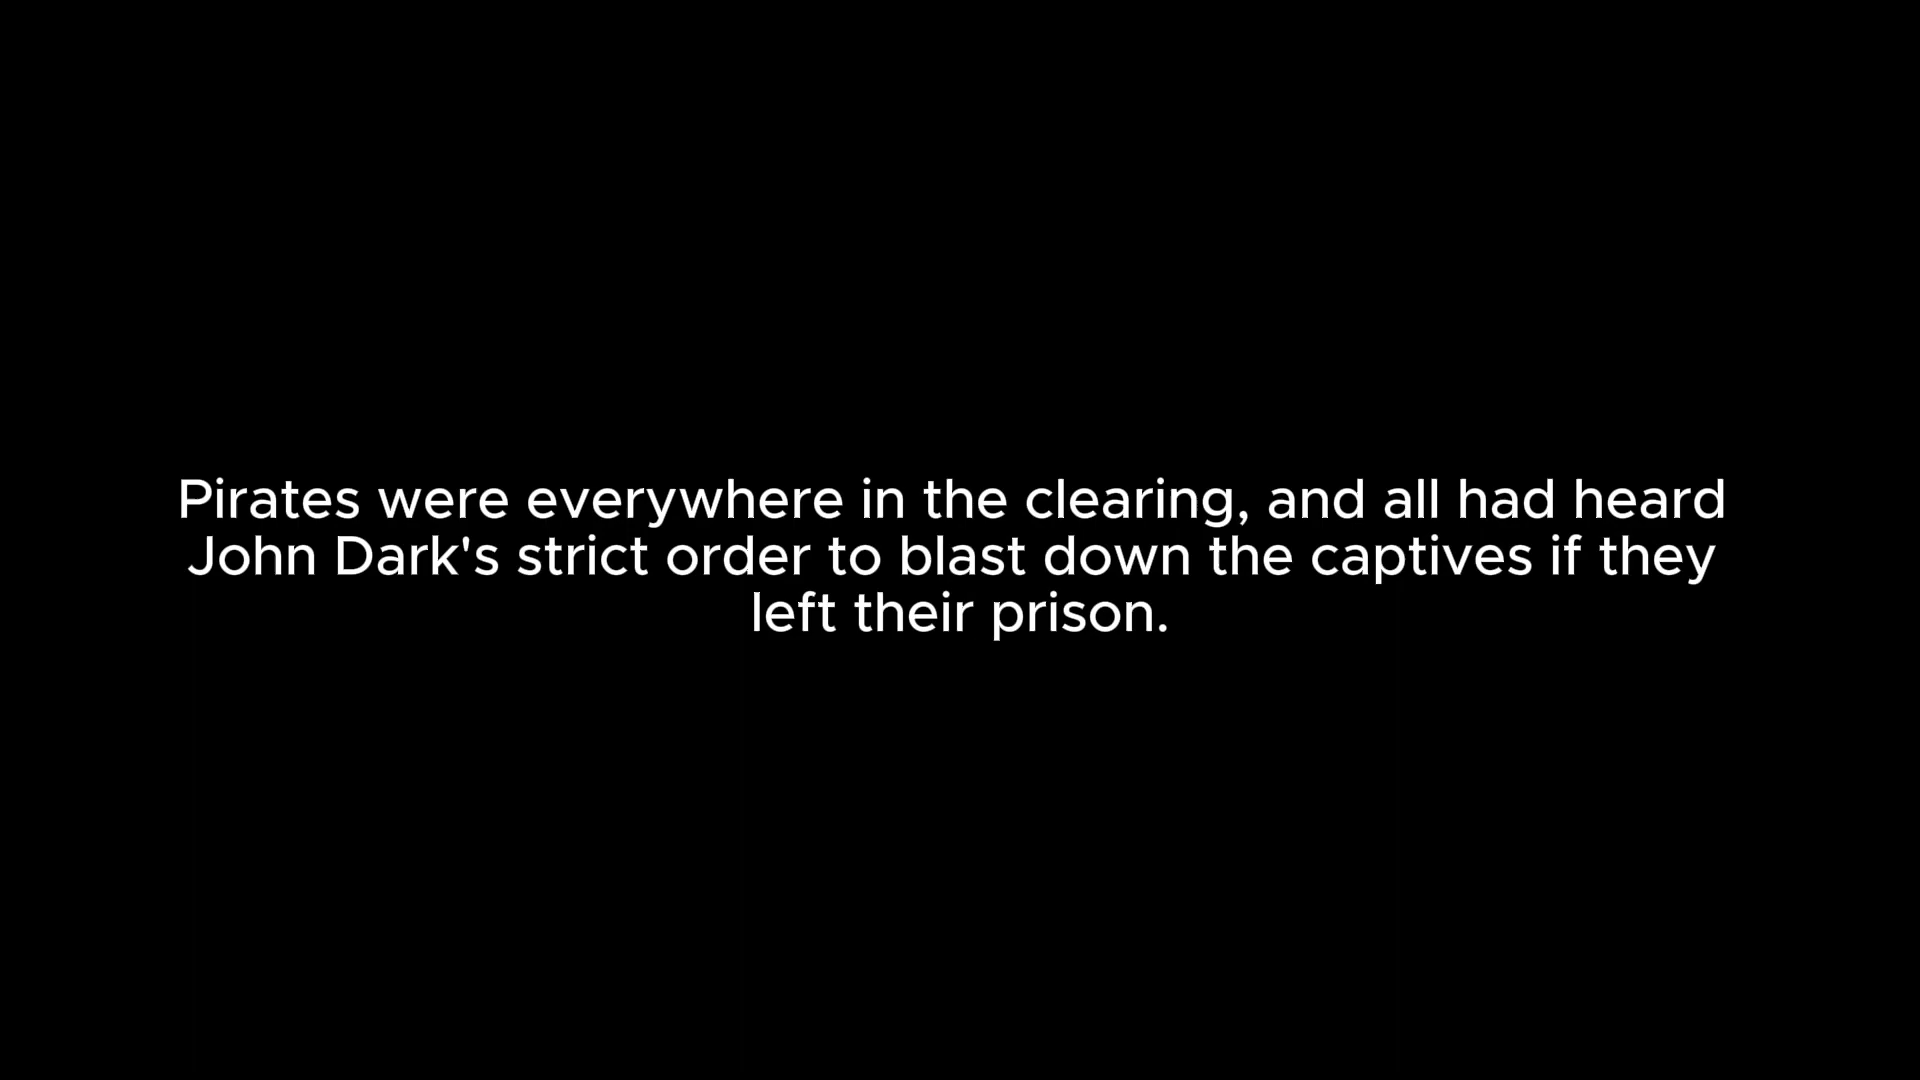 Pirates were everywhere in the clearing, and all had heard
John Dark's strict order to blast down the captives if they
left their prison.